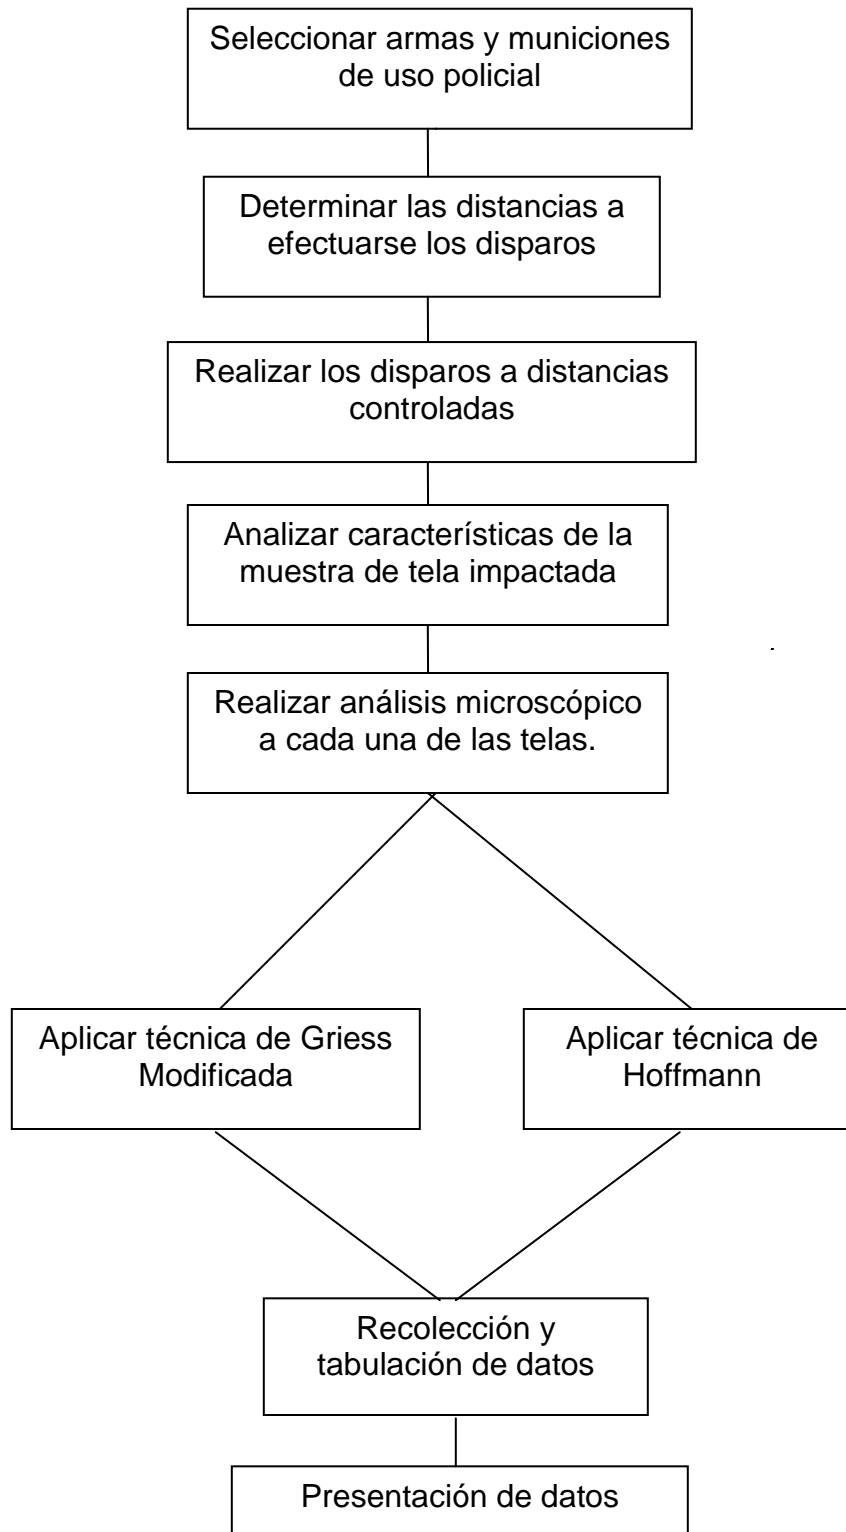 Seleccionar armas y municiones
de uso policial
Determinar las distancias a
efectuarse los disparos
Realizar los disparos a distancias
controladas
Analizar características de la
muestra de tela impactada
Realizar análisis microscópico
a cada una de las telas.
Aplicar técnica de Griess
Modificada
Aplicar técnica de
Hoffmann
Recolección y
tabulación de datos
Presentación de datos